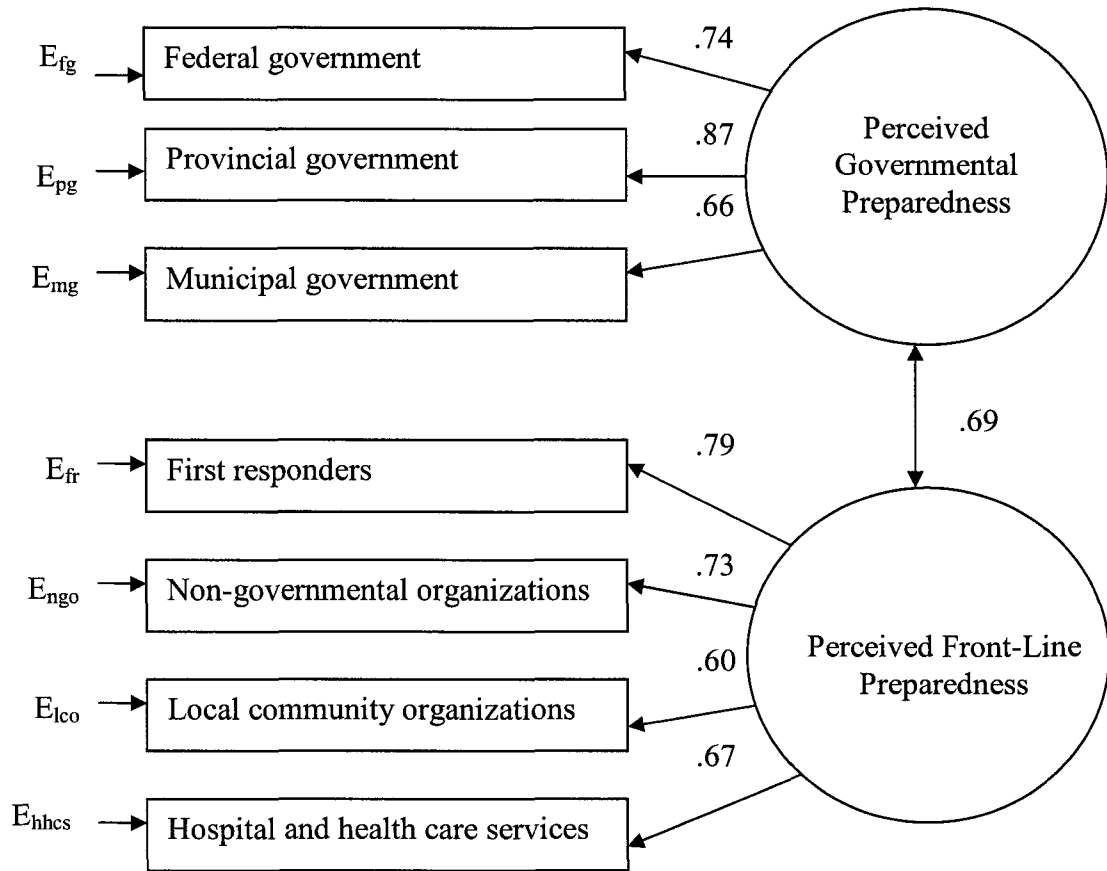 E_fg
Federal government
.74
Perceived
Governmental
Preparedness
E_pg
Provincial government
.87
E_mg
Municipal government
.66
.69
E_fr
First responders
.79
E_ngo
Non-governmental organizations
.73
Perceived Front-Line
Preparedness
E_lco
Local community organizations
.60
E_hhcs
Hospital and health care services
.67